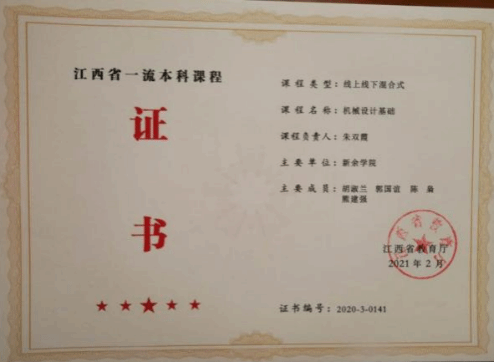 江西省一流本科课程
证
书
课程类型：线上线下混合式
课程名称：机械设计基础
课程负责人：朱双霞
主要单位：新余学院
主要成员：胡淑兰 郭国谊 陈 枭
熊建强
江西省教育厅
2021年2月
证书编号：2020-3-0141